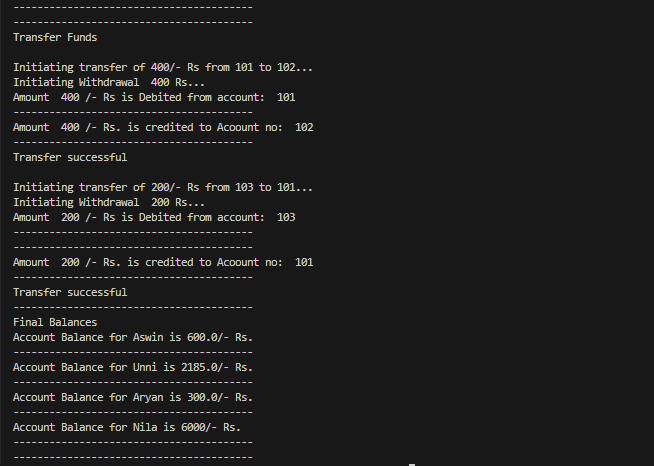 ----------------------------------------
----------------------------------------
Transfer Funds
Initiating transfer of 400/- Rs from 101 to 102...
Initiating Withdrawal  400 Rs...
Amount  400 /- Rs is Debited from account:  101
----------------------------------------
Amount  400 /- Rs. is credited to Acoount no:  102
----------------------------------------
Transfer successful
Initiating transfer of 200/- Rs from 103 to 101...
Initiating Withdrawal  200 Rs...
Amount  200 /- Rs is Debited from account:  103
----------------------------------------
----------------------------------------
Amount  200 /- Rs. is credited to Acoount no:  101
----------------------------------------
Transfer successful
----------------------------------------
Final Balances
Account Balance for Aswin is 600.0/- Rs.
----------------------------------------
Account Balance for Unni is 2185.0/- Rs.
----------------------------------------
Account Balance for Aryan is 300.0/- Rs.
----------------------------------------
Account Balance for Nila is 6000/- Rs.
----------------------------------------
----------------------------------------